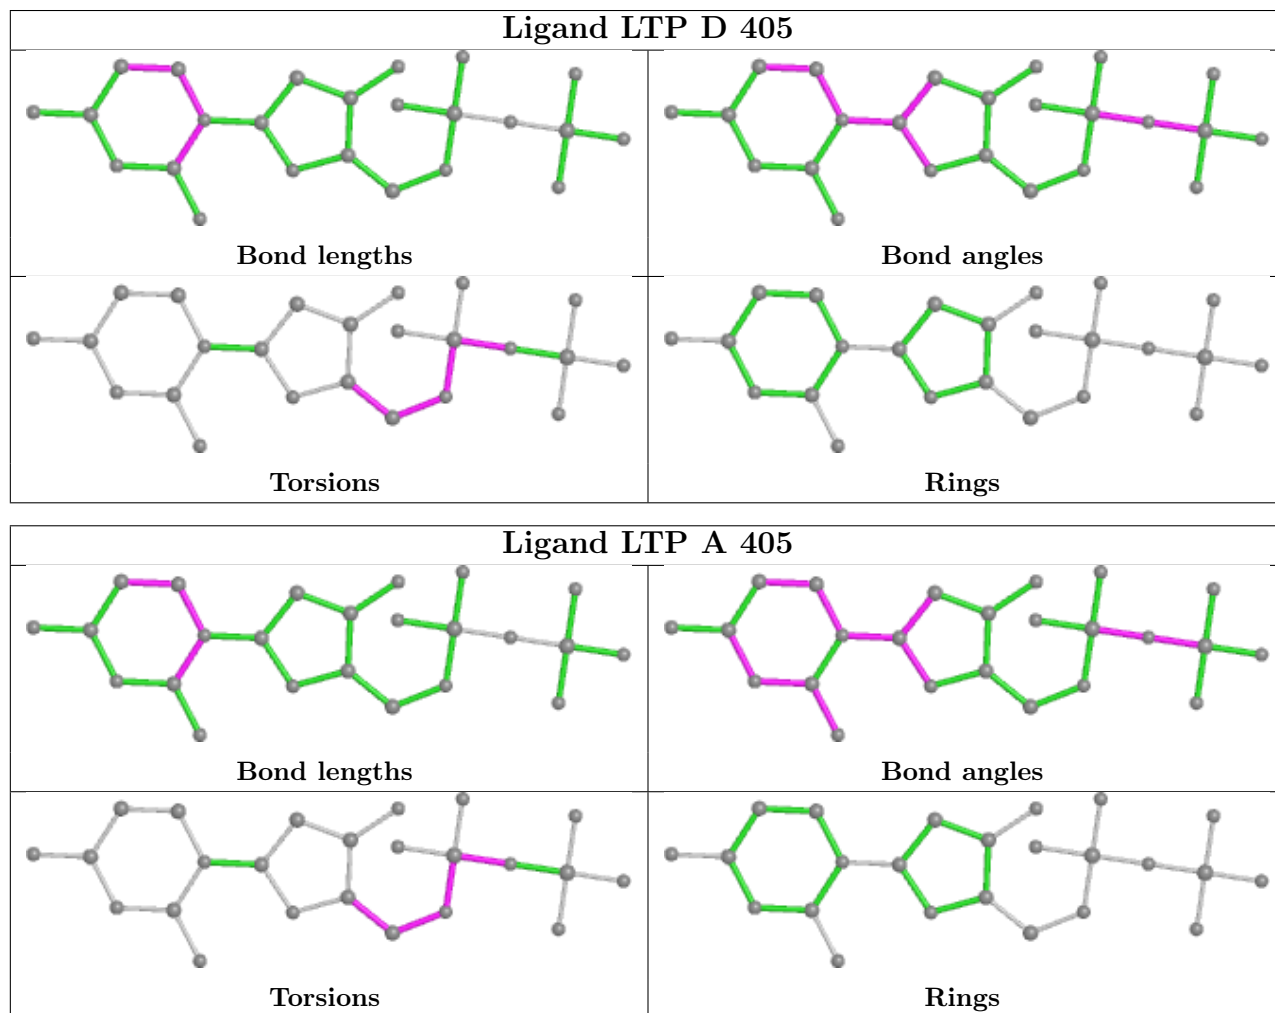 Ligand LTP D 405
Bond lengths
Bond angles
Torsions
Rings
Ligand LTP A 405
Bond lengths
Bond angles
Torsions
Rings